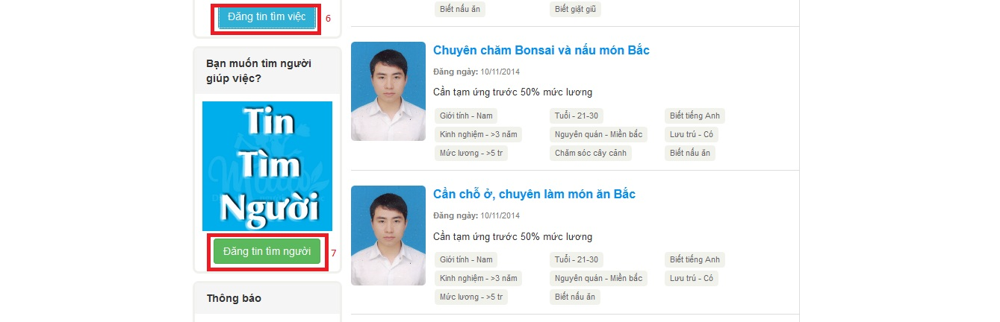 Đăng tin tìm việc
6
Bạn muốn tìm người
giúp việc?
Tin
Tìm
Người
Đăng tin tìm người
7
Thông báo
Biết nấu ăn
Biết giặt giũ
Chuyên chăm Bonsai và nấu món Bắc
Đăng ngày: 10/11/2014
Cần tạm ứng trước 50% mức lương
Giới tính - Nam
Tuổi - 21-30
Biết tiếng Anh
Kinh nghiệm - >3 năm
Nguyên quán - Miền bắc
Lưu trú - Có
Mức lương - >5 tr
Chăm sóc cây cảnh
Biết nấu ăn
Cần chỗ ở, chuyên làm món ăn Bắc
Đăng ngày: 10/11/2014
Cần tạm ứng trước 50% mức lương
Giới tính - Nam
Tuổi - 21-30
Biết tiếng Anh
Kinh nghiệm - >3 năm
Nguyên quán - Miền bắc
Lưu trú - Có
Mức lương - >5 tr
Biết nấu ăn